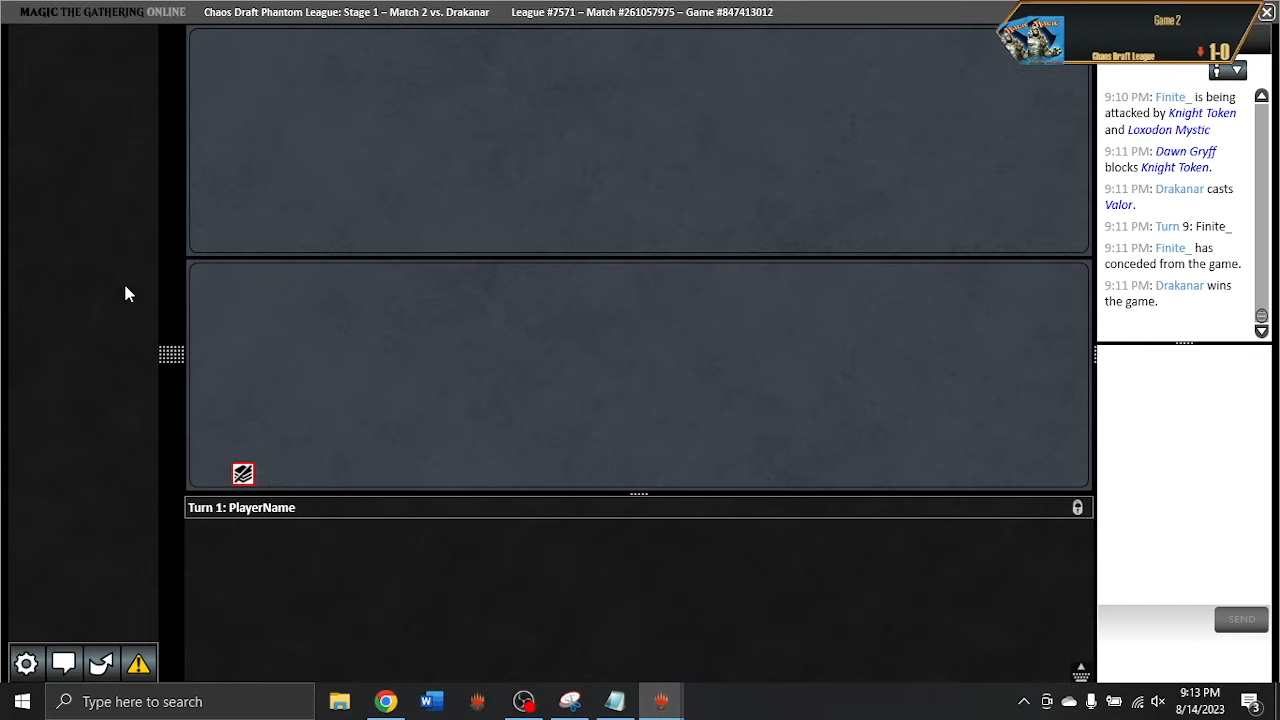 MAGIC THE GATHERING ONLINE
Chaos Draft Phantom League: Stage 1 – Match 2 vs. Drakanar
League #7571 – Match #261057975 – Game #847413012
Game 2
Chaos Draft League
1-0
9:10 PM: Finite_ is being
attacked by Knight Token
and Loxodon Mystic
9:11 PM: Dawn Gryff
blocks Knight Token.
9:11 PM: Drakanar casts
Valor.
9:11 PM: Turn 9: Finite_
9:11 PM: Finite_ has
conceded from the game.
9:11 PM: Drakanar wins
the game.
Turn 1: PlayerName
SEND
Type here to search
9:13 PM
8/14/2023
3